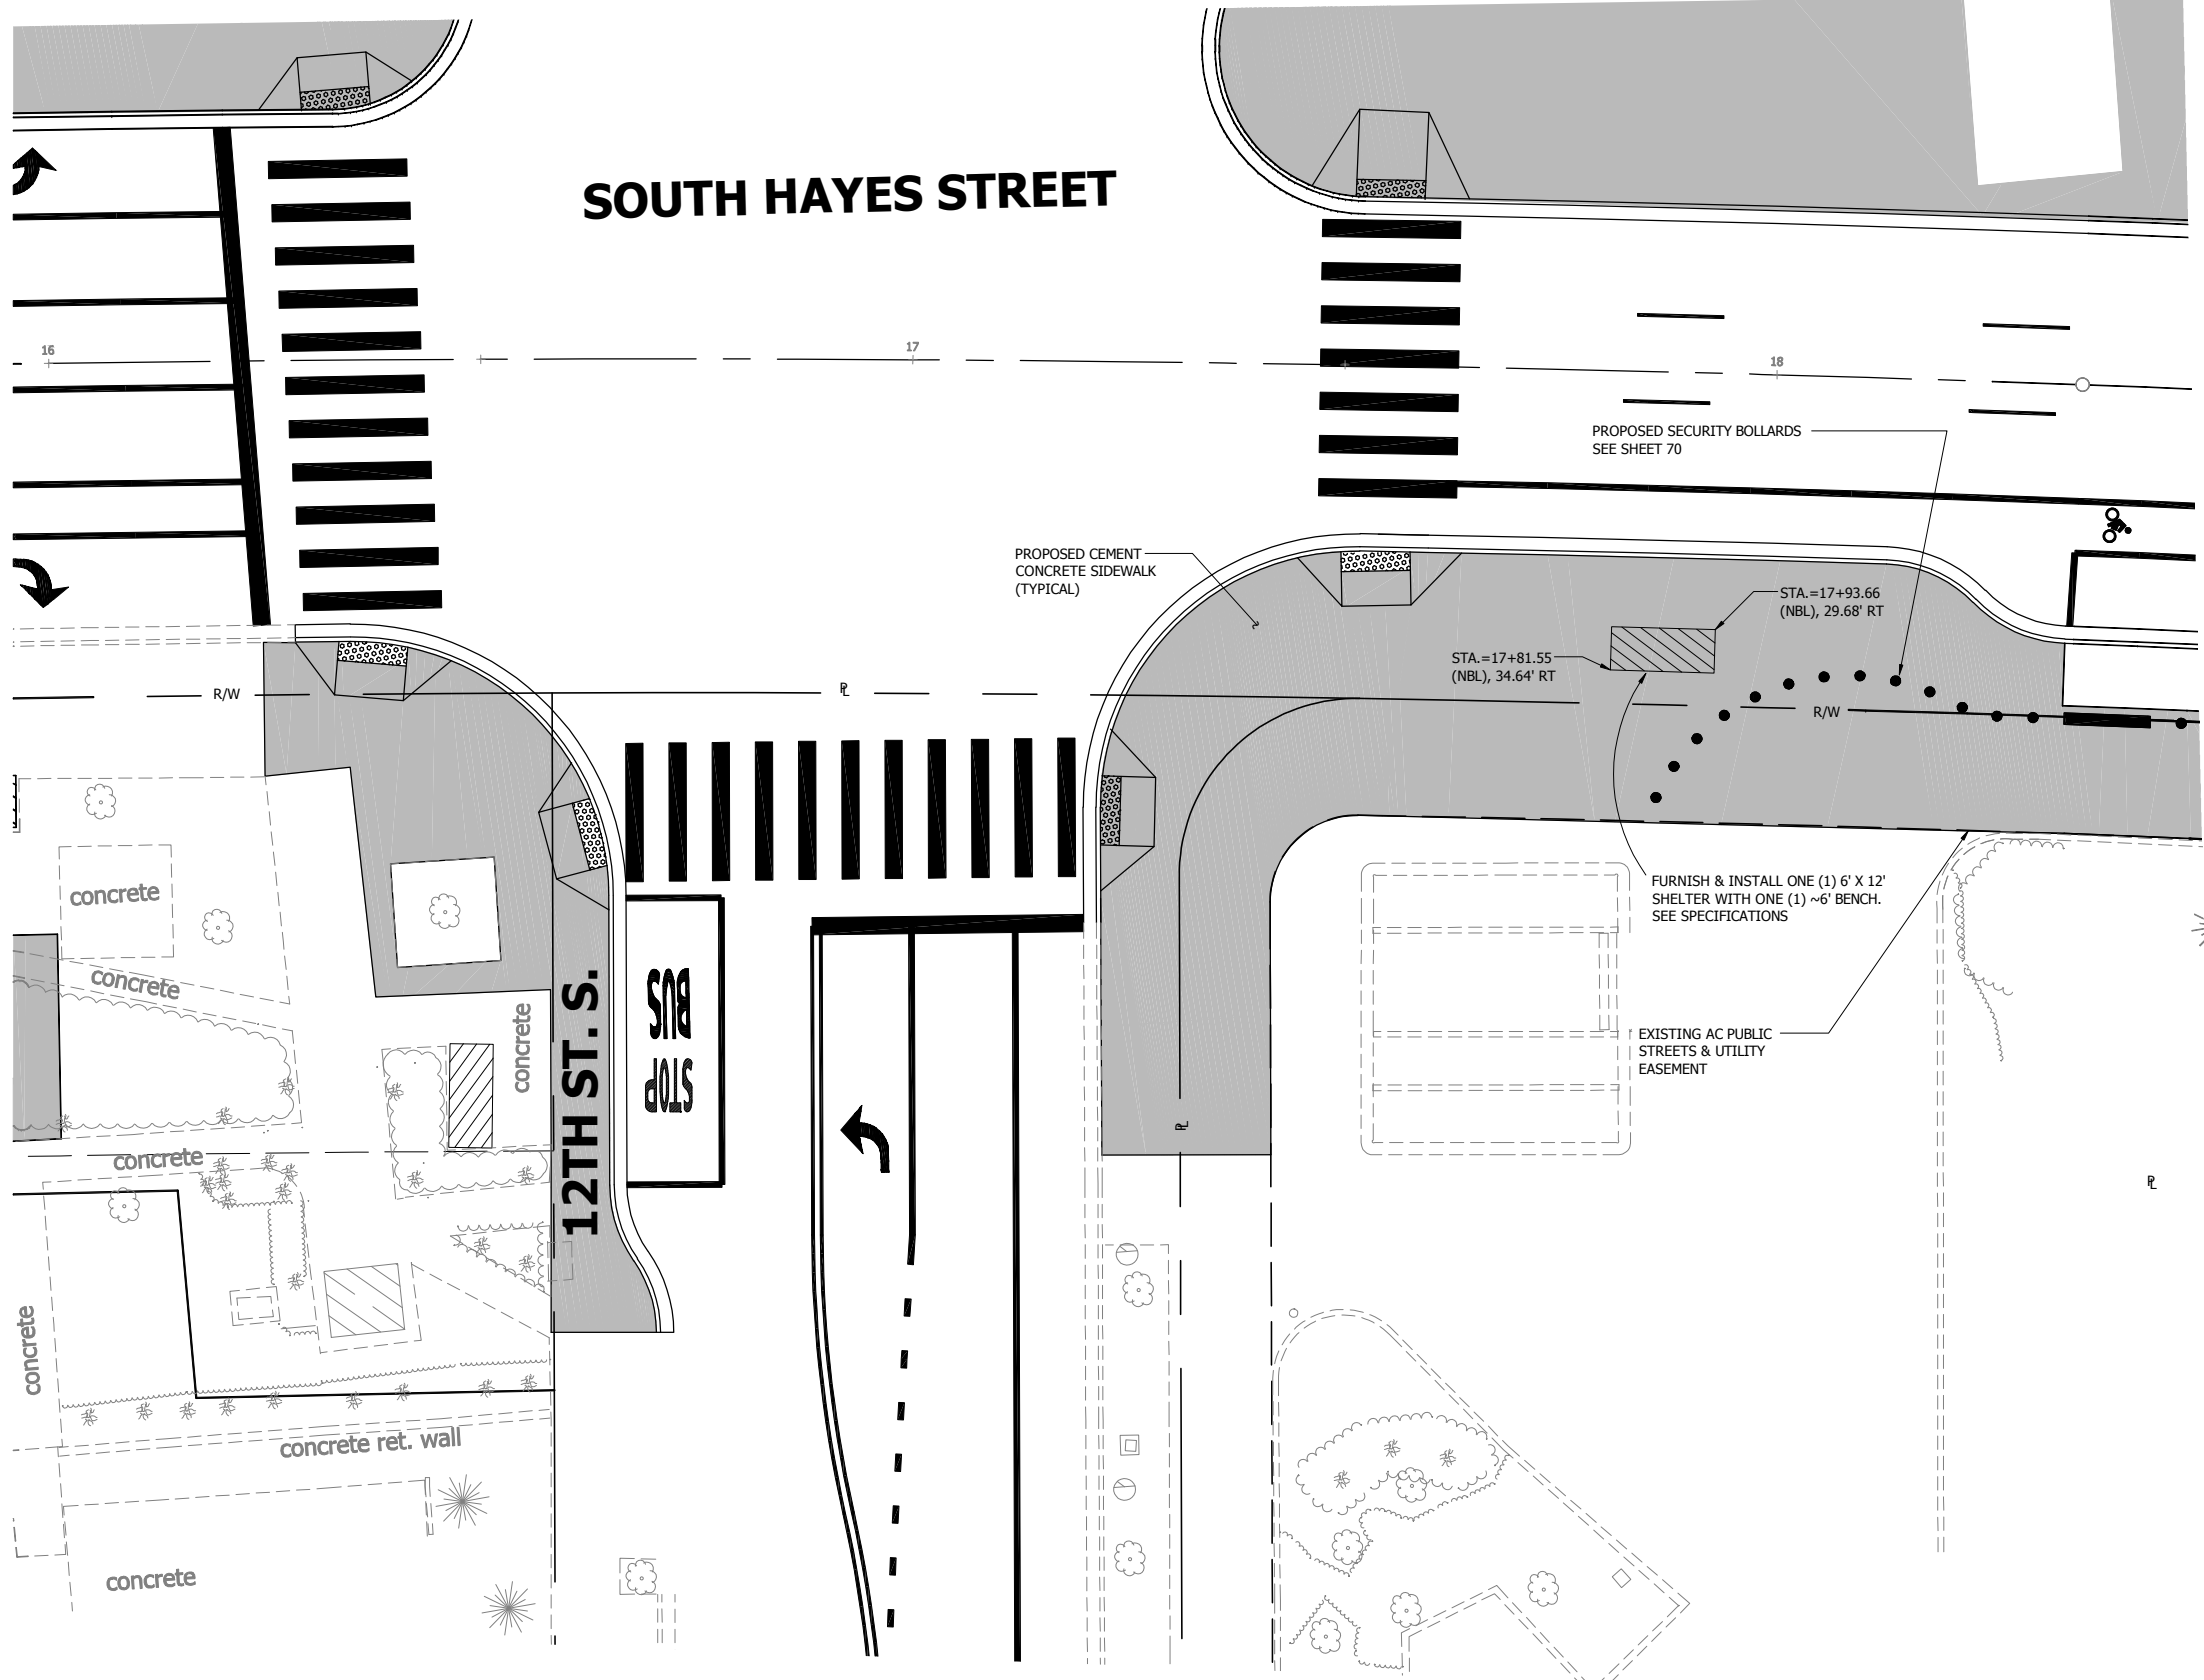 SOUTH HAYES STREET
16
17
18
PROPOSED SECURITY BOLLARDS
SEE SHEET 70
PROPOSED CEMENT
CONCRETE SIDEWALK
(TYPICAL)
STA.=17+93.66
(NBL), 29.68' RT
STA.=17+81.55
(NBL), 34.64' RT
R/W
PL
R/W
FURNISH & INSTALL ONE (1) 6' X 12'
SHELTER WITH ONE (1) ~6' BENCH.
SEE SPECIFICATIONS
concrete
concrete
concrete
12TH ST. S.
BUS
STOP
EXISTING AC PUBLIC
STREETS & UTILITY
EASEMENT
PL
concrete
PL
concrete
concrete ret. wall
concrete